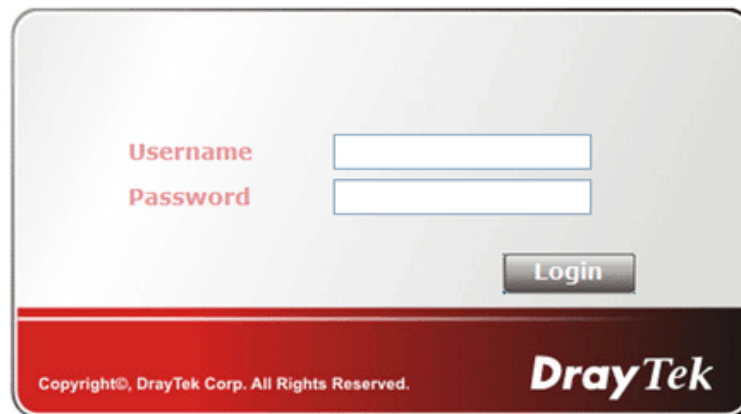 Username
Password
Login
Copyright©, DrayTek Corp. All Rights Reserved.
DrayTek